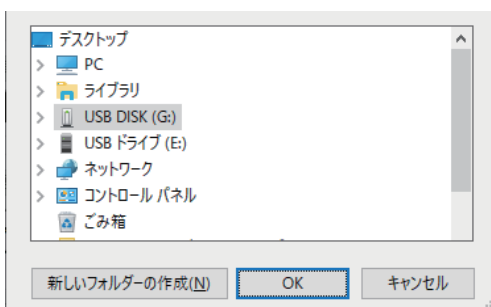 デスクトップ
PC
ライブラリ
USB DISK (G:)
USB ドライブ (E:)
ネットワーク
コントロール パネル
ごみ箱
新しいフォルダーの作成(N)
OK
キャンセル